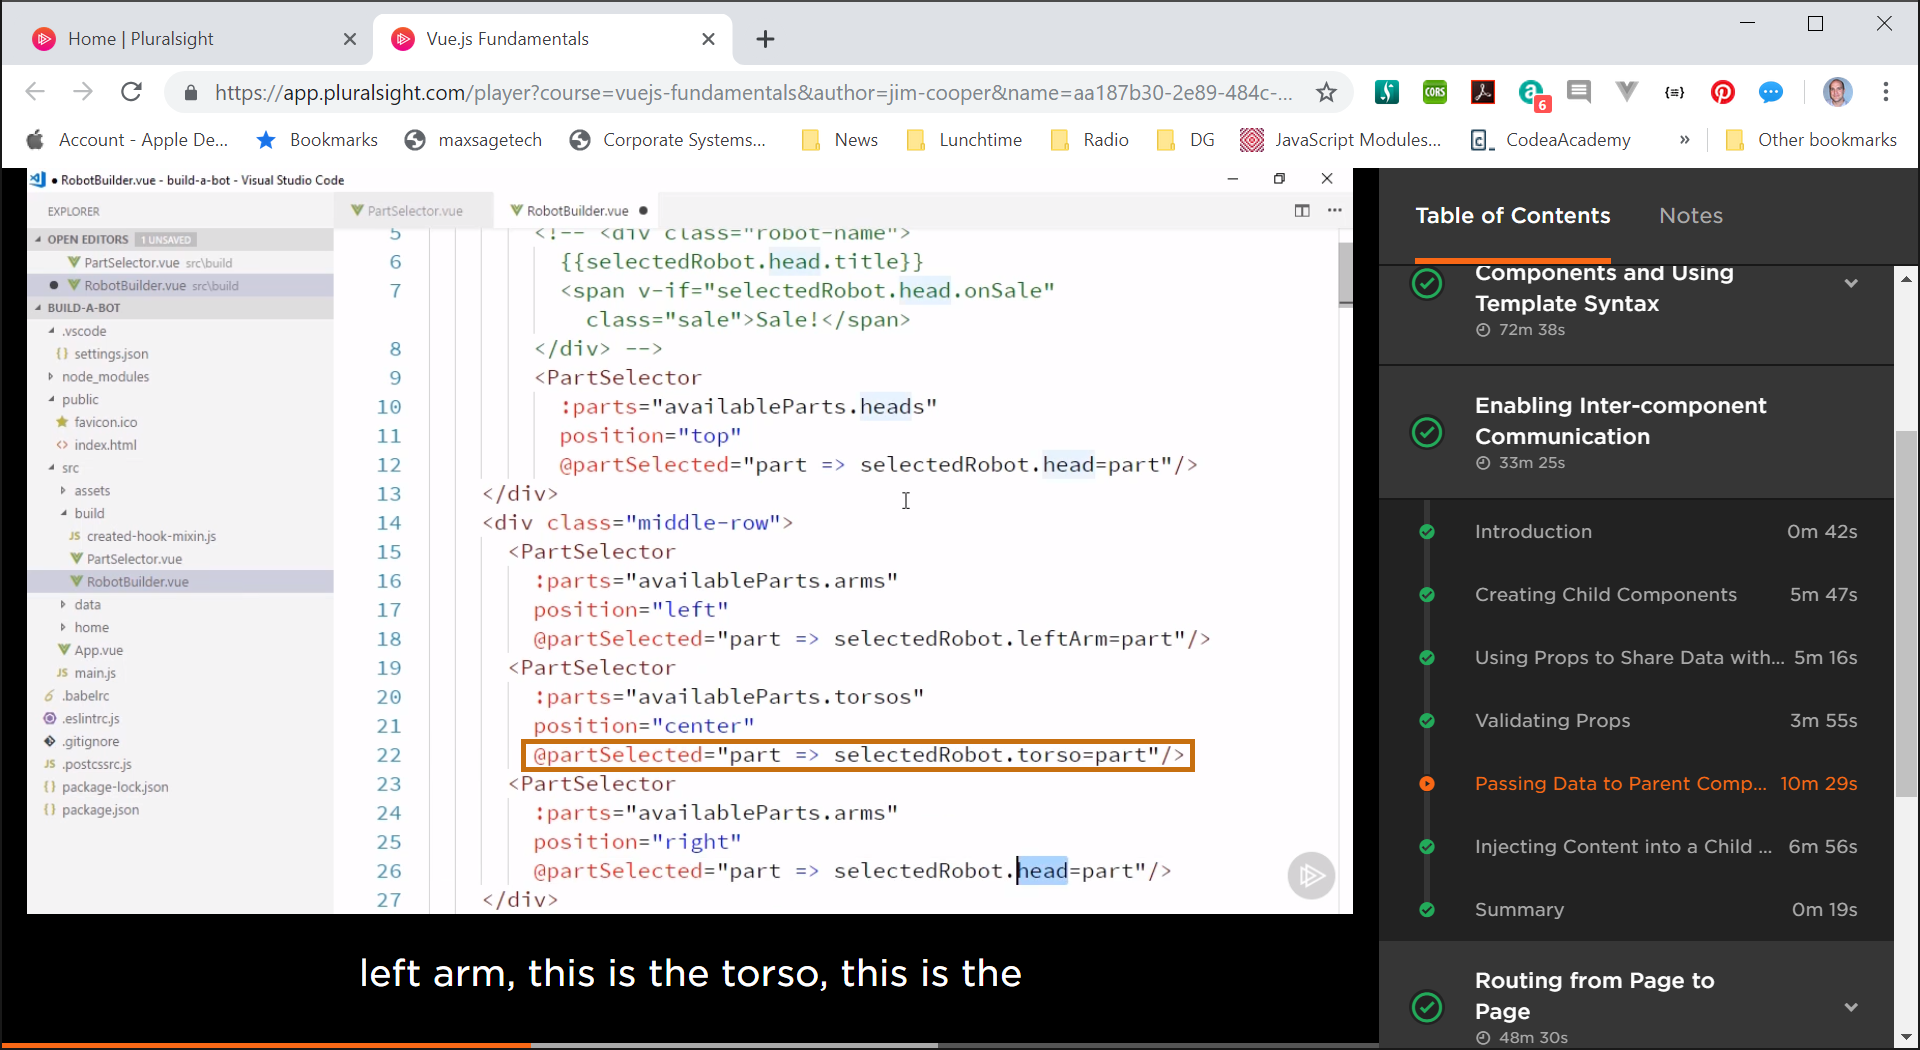 Home | Pluralsight
Vue.js Fundamentals
https://app.pluralsight.com/player?course=vuejs-fundamentals&author=jim-cooper&name=aa187b30-2e89-484c-...
CORS
6
{≡}
Account - Apple De...
Bookmarks
maxsagetech
Corporate Systems...
News
Lunchtime
Radio
DG
JavaScript Modules...
CodeaAcademy
»
Other bookmarks
● RobotBuilder.vue - build-a-bot - Visual Studio Code
EXPLORER
OPEN EDITORS 1 UNSAVED
PartSelector.vue src\build
RobotBuilder.vue src\build
BUILD-A-BOT
.vscode
{} settings.json
node_modules
public
favicon.ico
<> index.html
src
assets
build
JS created-hook-mixin.js
PartSelector.vue
RobotBuilder.vue
data
home
App.vue
JS main.js
.babelrc
.eslintrc.js
.gitignore
JS .postcssrc.js
{} package-lock.json
{} package.json
PartSelector.vue
RobotBuilder.vue ●
5 <!-- <div class="robot-name">
6 {{selectedRobot.head.title}}
7 <span v-if="selectedRobot.head.onSale"
class="sale">Sale!</span>
8 </div> -->
9 <PartSelector
10 :parts="availableParts.heads"
11 position="top"
12 @partSelected="part => selectedRobot.head=part"/>
13 </div>
14 <div class="middle-row">
15 <PartSelector
16 :parts="availableParts.arms"
17 position="left"
18 @partSelected="part => selectedRobot.leftArm=part"/>
19 <PartSelector
20 :parts="availableParts.torsos"
21 position="center"
22 @partSelected="part => selectedRobot.torso=part"/>
23 <PartSelector
24 :parts="availableParts.arms"
25 position="right"
26 @partSelected="part => selectedRobot.head=part"/>
27 </div>
left arm, this is the torso, this is the
Table of Contents
Notes
Components and Using
Template Syntax
72m 38s
Enabling Inter-component
Communication
33m 25s
Introduction 0m 42s
Creating Child Components 5m 47s
Using Props to Share Data with... 5m 16s
Validating Props 3m 55s
Passing Data to Parent Comp... 10m 29s
Injecting Content into a Child ... 6m 56s
Summary 0m 19s
Routing from Page to
Page
48m 30s